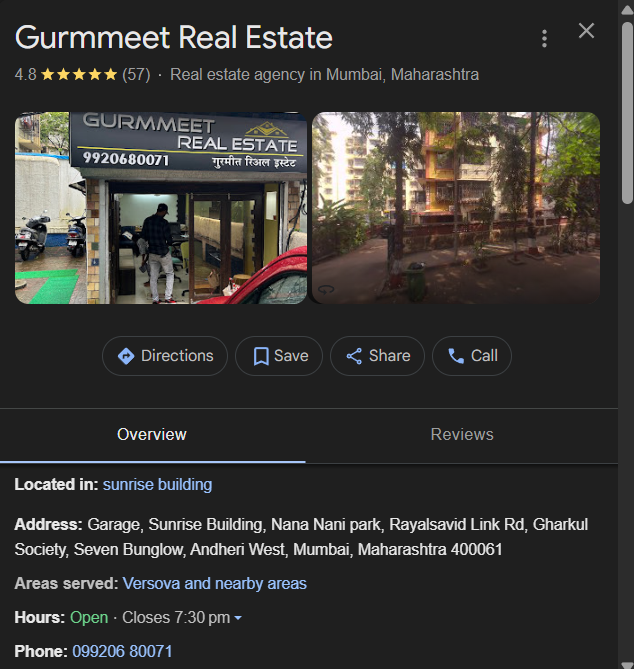 Gurmmeet Real Estate
4.8 ★★★★★ (57) · Real estate agency in Mumbai, Maharashtra
GURMMEET
REAL ESTATE
9920680071 गुरमीत रिअल इस्टेट
Directions Save Share Call
Overview Reviews
Located in: sunrise building
Address: Garage, Sunrise Building, Nana Nani park, Rayalsavid Link Rd, Gharkul
Society, Seven Bunglow, Andheri West, Mumbai, Maharashtra 400061
Areas served: Versova and nearby areas
Hours: Open · Closes 7:30 pm
Phone: 099206 80071